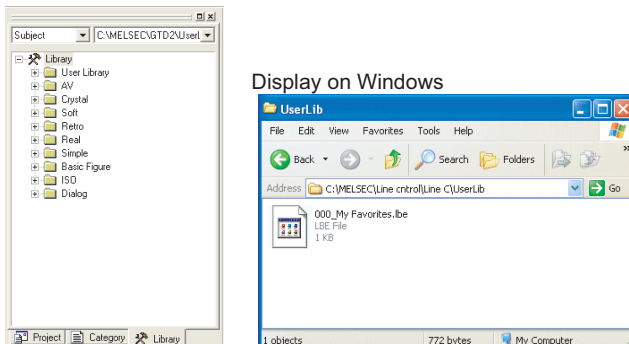 Subject C:\MELSEC\GTD2\UserL
Library
User Library
AV
Crystal
Soft
Retro
Real
Simple
Basic Figure
ISO
Dialog
Project Category Library
Display on Windows
UserLib
File Edit View Favorites Tools Help
Back Search Folders
Address C:\MELSEC\Line cntrol\Line C\UserLib Go
000_My Favorites.lbe
LBE File
1 KB
1 objects 772 bytes My Computer